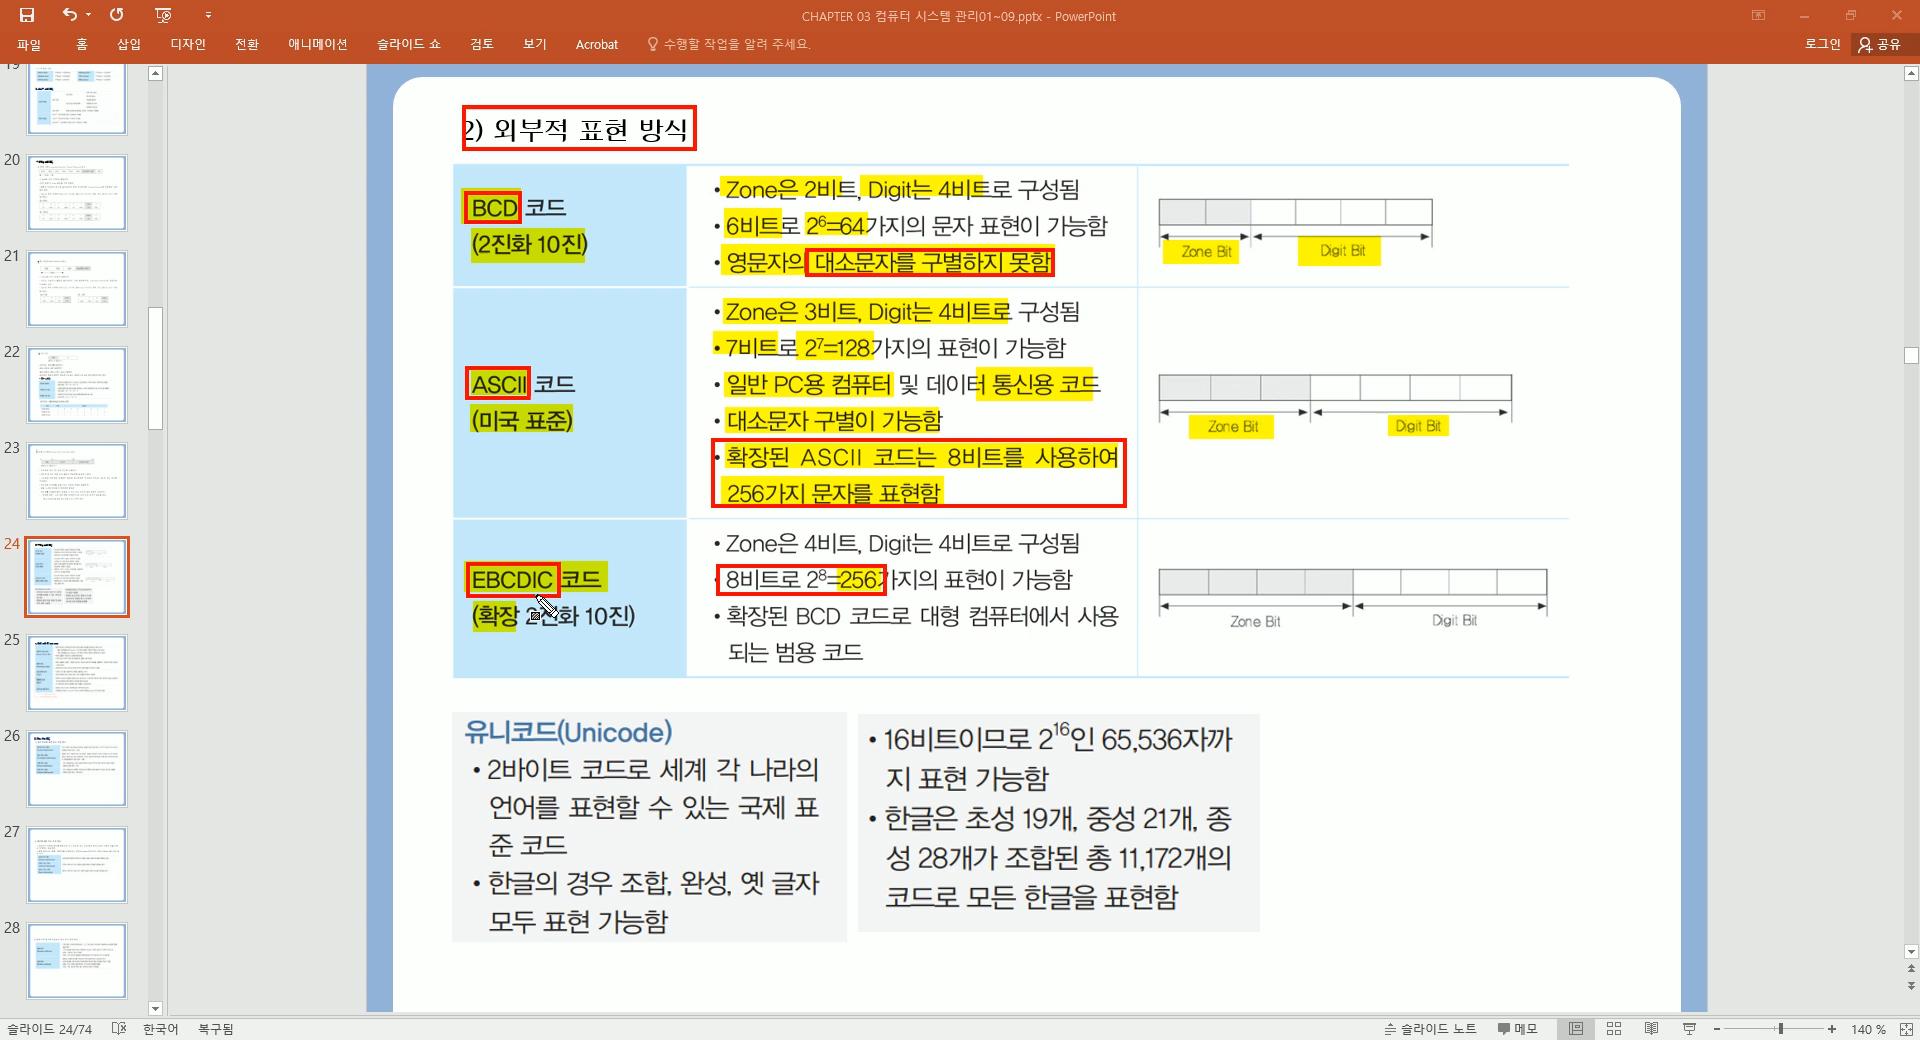 CHAPTER 03 컴퓨터 시스템 관리01~09.pptx - PowerPoint
파일 홈 삽입 디자인 전환 애니메이션 슬라이드 쇼 검토 보기 Acrobat 수행할 작업을 알려 주세요. 로그인 공유
19
20
21
22
23
24
25
26
27
28
2) 외부적 표현 방식
BCD 코드
(2진화 10진)
• Zone은 2비트, Digit는 4비트로 구성됨
• 6비트로 2⁶=64가지의 문자 표현이 가능함
• 영문자의 대소문자를 구별하지 못함
Zone Bit Digit Bit
ASCII 코드
(미국 표준)
• Zone은 3비트, Digit는 4비트로 구성됨
• 7비트로 2⁷=128가지의 표현이 가능함
• 일반 PC용 컴퓨터 및 데이터 통신용 코드
• 대소문자 구별이 가능함
• 확장된 ASCII 코드는 8비트를 사용하여
256가지 문자를 표현함
Zone Bit Digit Bit
EBCDIC 코드
(확장 2진화 10진)
• Zone은 4비트, Digit는 4비트로 구성됨
• 8비트로 2⁸=256가지의 표현이 가능함
• 확장된 BCD 코드로 대형 컴퓨터에서 사용
되는 범용 코드
Zone Bit Digit Bit
유니코드(Unicode)
• 2바이트 코드로 세계 각 나라의
언어를 표현할 수 있는 국제 표
준 코드
• 한글의 경우 조합, 완성, 옛 글자
모두 표현 가능함
• 16비트이므로 2¹⁶인 65,536자까
지 표현 가능함
• 한글은 초성 19개, 중성 21개, 종
성 28개가 조합된 총 11,172개의
코드로 모든 한글을 표현함
슬라이드 24/74 한국어 복구됨 슬라이드 노트 메모 140 %